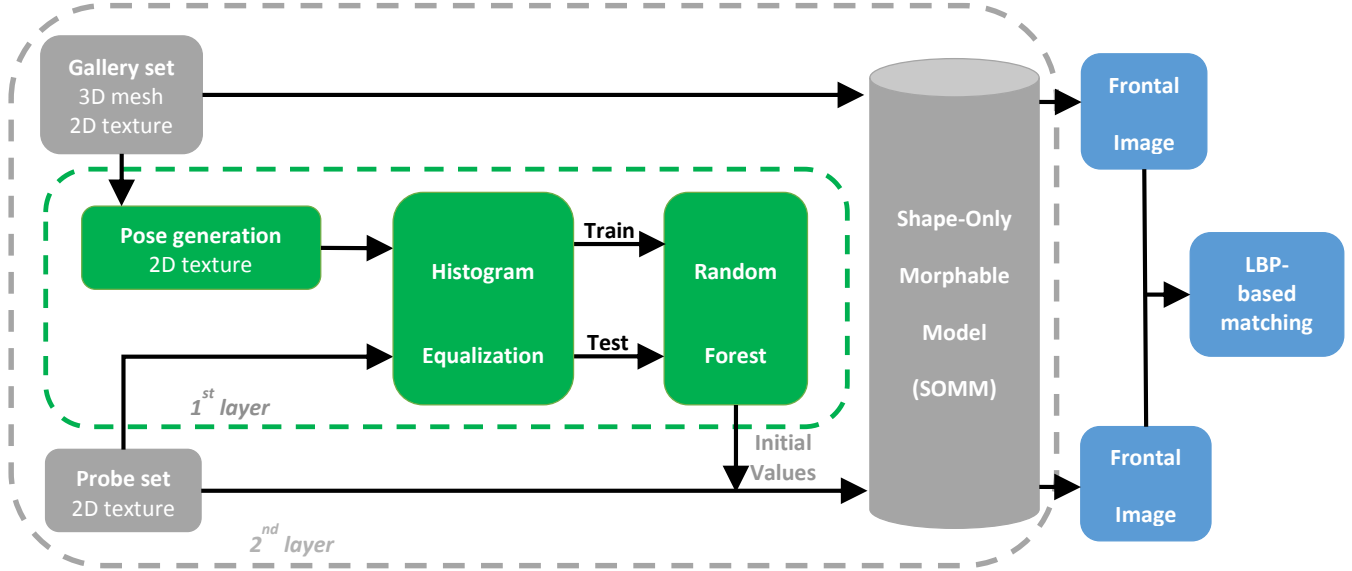 Gallery set
3D mesh
2D texture
Pose generation
2D texture
Histogram
Equalization
Train
Test
Random
Forest
1st layer
Probe set
2D texture
Initial
Values
2nd layer
Shape-Only
Morphable
Model
(SOMM)
Frontal
Image
LBP-
based
matching
Frontal
Image